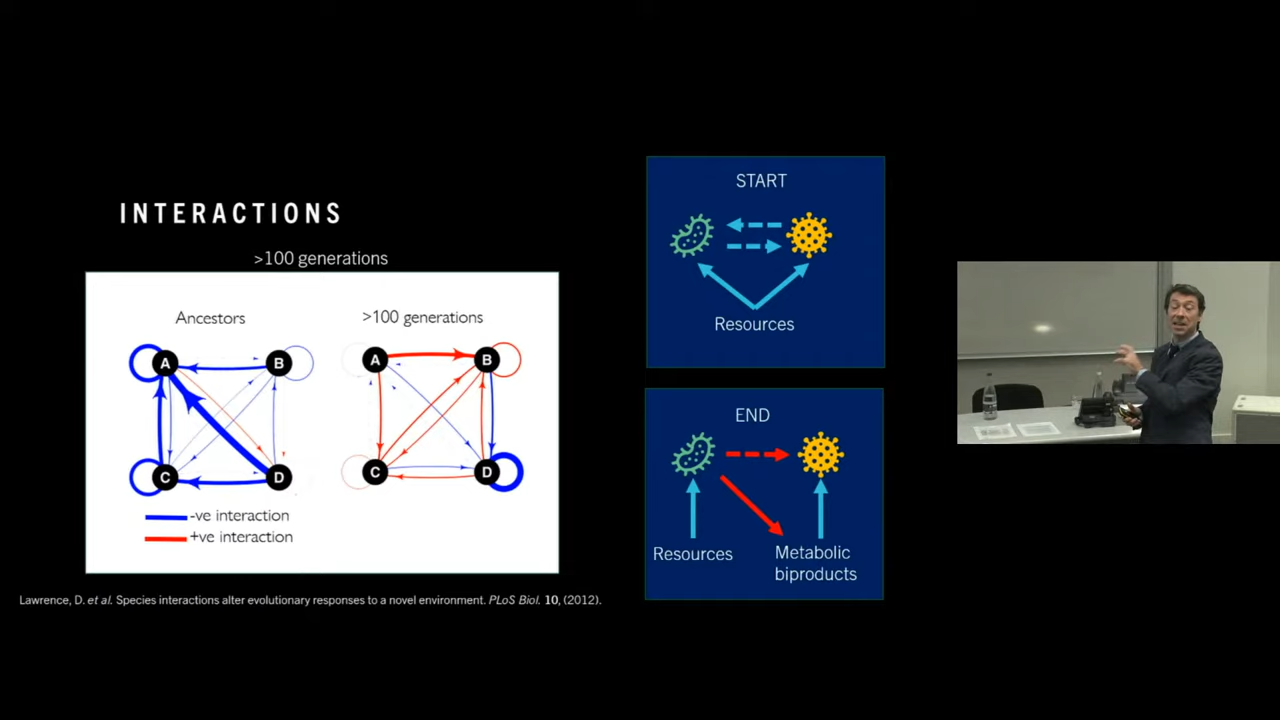 INTERACTIONS
>100 generations
Ancestors
>100 generations
A
B
C
D
A
B
C
D
-ve interaction
+ve interaction
Lawrence, D. et al. Species interactions alter evolutionary responses to a novel environment. PLoS Biol. 10, (2012).
START
Resources
END
Resources
Metabolic
biproducts